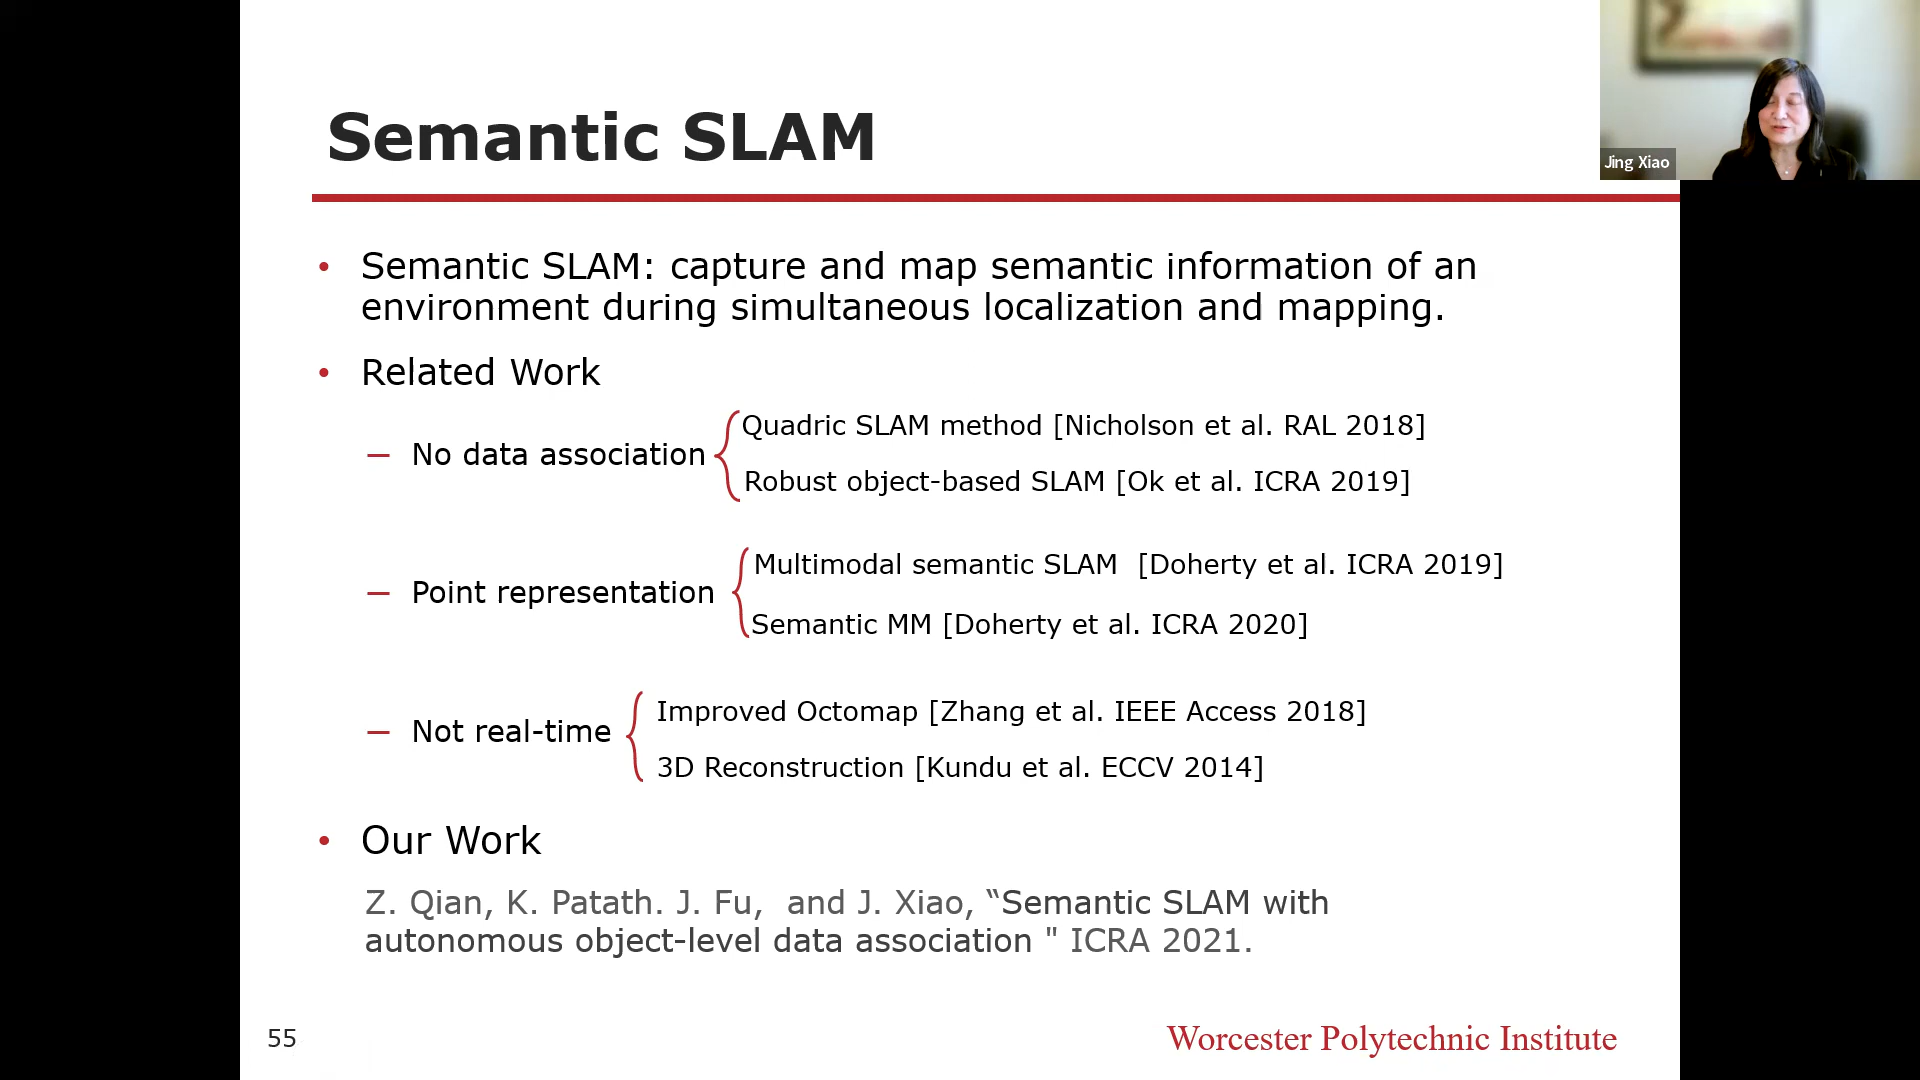 Semantic SLAM
Jing Xiao
• Semantic SLAM: capture and map semantic information of an
environment during simultaneous localization and mapping.
• Related Work
— No data association
Quadric SLAM method [Nicholson et al. RAL 2018]
Robust object-based SLAM [Ok et al. ICRA 2019]
— Point representation
Multimodal semantic SLAM [Doherty et al. ICRA 2019]
Semantic MM [Doherty et al. ICRA 2020]
— Not real-time
Improved Octomap [Zhang et al. IEEE Access 2018]
3D Reconstruction [Kundu et al. ECCV 2014]
• Our Work
Z. Qian, K. Patath. J. Fu, and J. Xiao, “Semantic SLAM with
autonomous object-level data association " ICRA 2021.
55
Worcester Polytechnic Institute